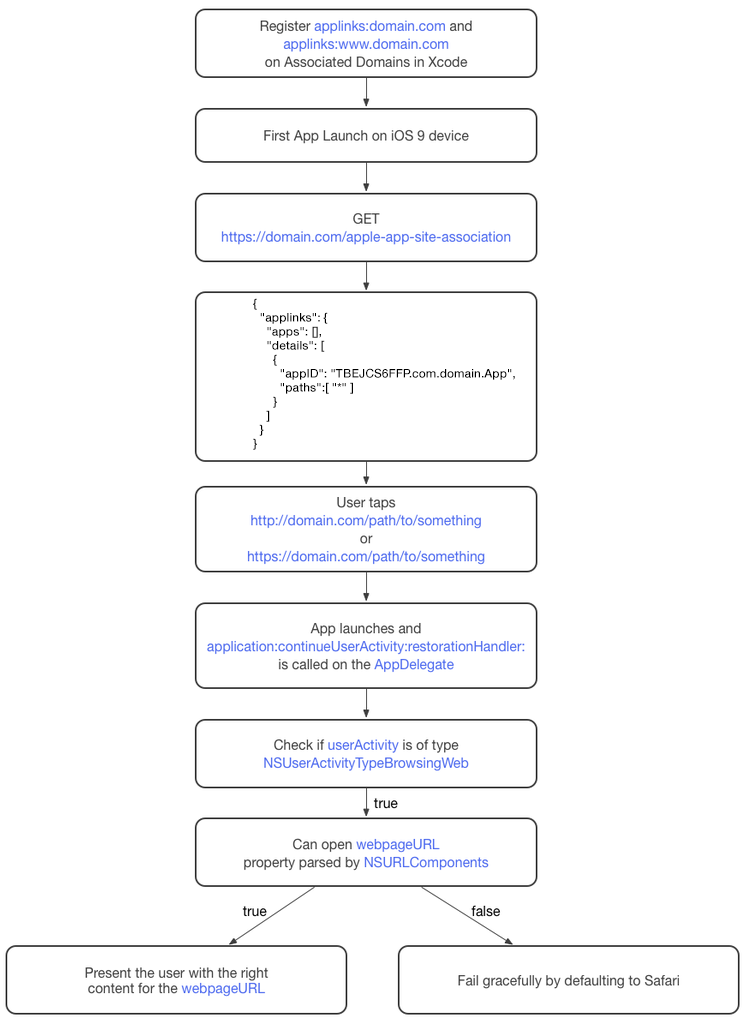 Register applinks:domain.com and
applinks:www.domain.com
on Associated Domains in Xcode
First App Launch on iOS 9 device
GET
https://domain.com/apple-app-site-association
{
"applinks": {
"apps": [],
"details": [
{
"appID": "TBEJCS6FFP.com.domain.App",
"paths":[ "*" ]
}
]
}
}
User taps
http://domain.com/path/to/something
or
https://domain.com/path/to/something
App launches and
application:continueUserActivity:restorationHandler:
is called on the AppDelegate
Check if userActivity is of type
NSUserActivityTypeBrowsingWeb
true
Can open webpageURL
property parsed by NSURLComponents
true
false
Present the user with the right
content for the webpageURL
Fail gracefully by defaulting to Safari